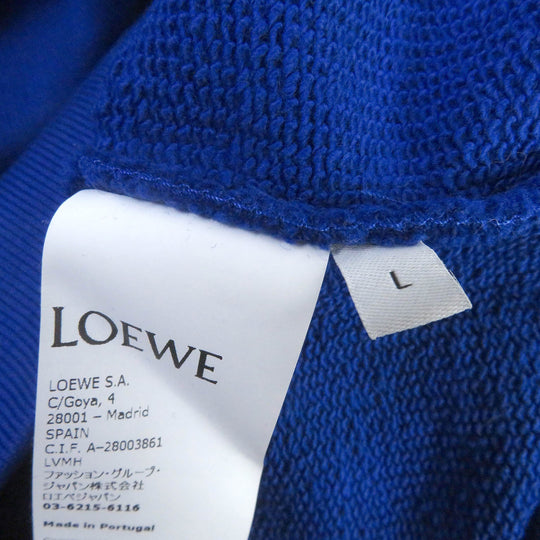 LOEWE
L
LOEWE S.A.
C/Goya, 4
28001 – Madrid
SPAIN
C.I.F. A–28003861
LVMH
ファッション・グループ・
ジャパン株式会社
ロエベジャパン
03-6215-6116
Made in Portugal